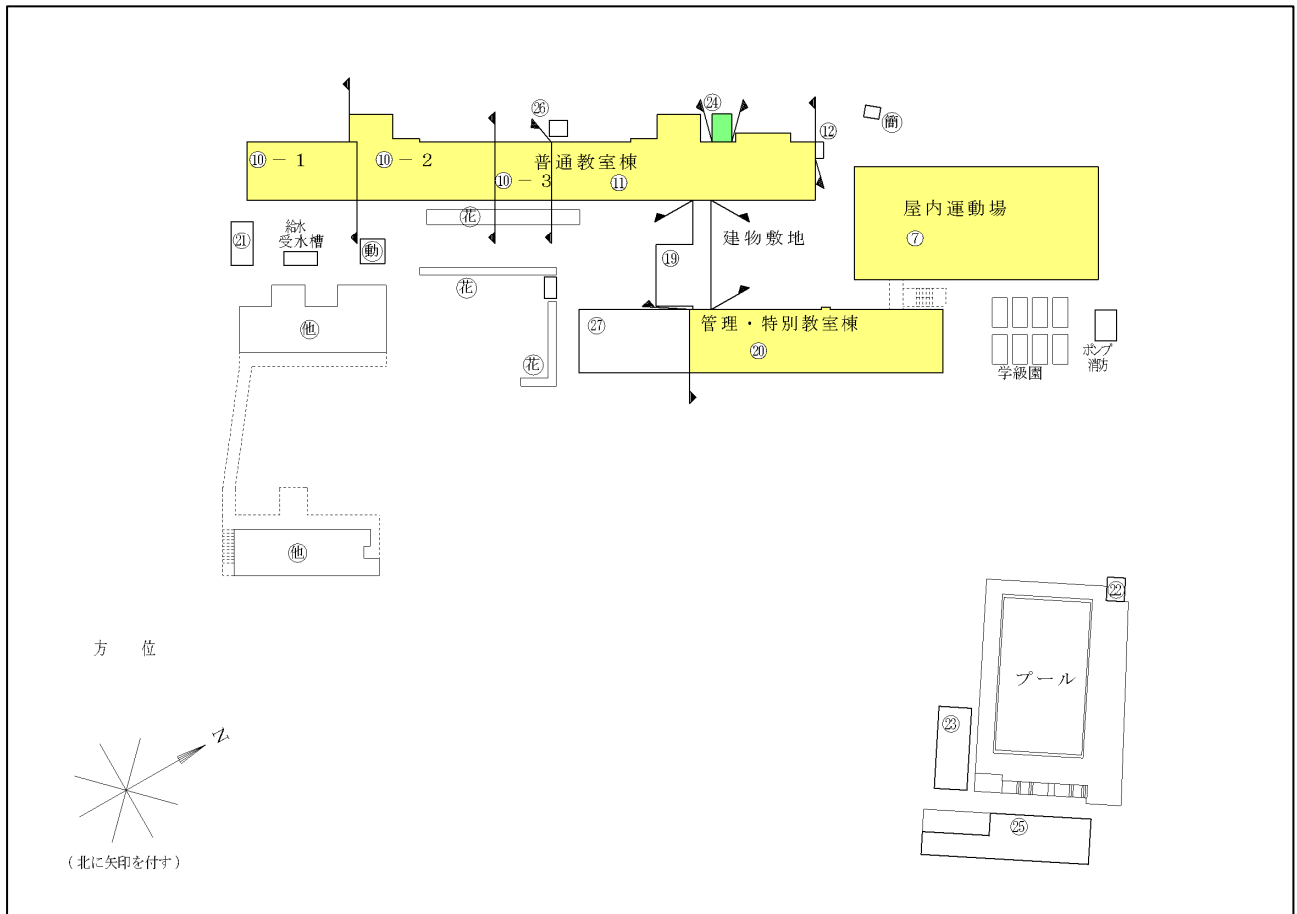 ㉖
㉔
⑫
簡
⑩－１
⑩－２
普通教室棟
⑩－３
⑪
屋内運動場
⑦
花
㉑
給水
受水槽
動
建物敷地
⑲
花
他
㉗
管理・特別教室棟
⑳
花
学級園
ポンプ
消防
他
㉒
方　位
プール
㉓
N
㉕
（北に矢印を付す）